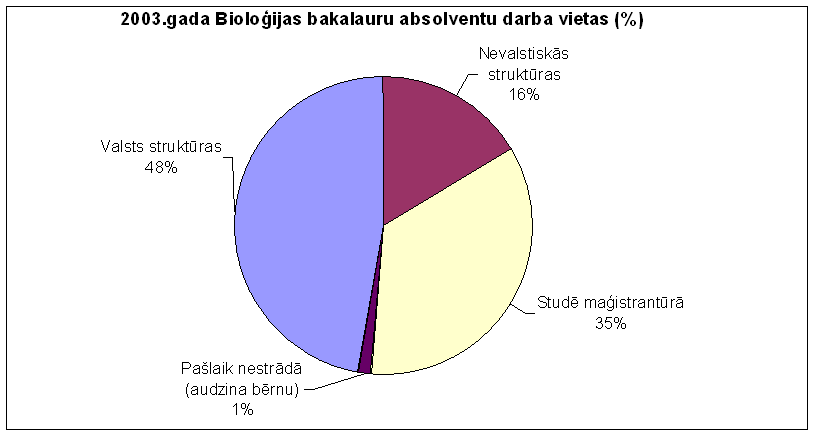 2003.gada Bioloģijas bakalauru absolventu darba vietas (%)
Nevalstiskās
struktūras
16%
Valsts struktūras
48%
Studē maģistrantūrā
35%
Pašlaik nestrādā
(audzina bērnu)
1%